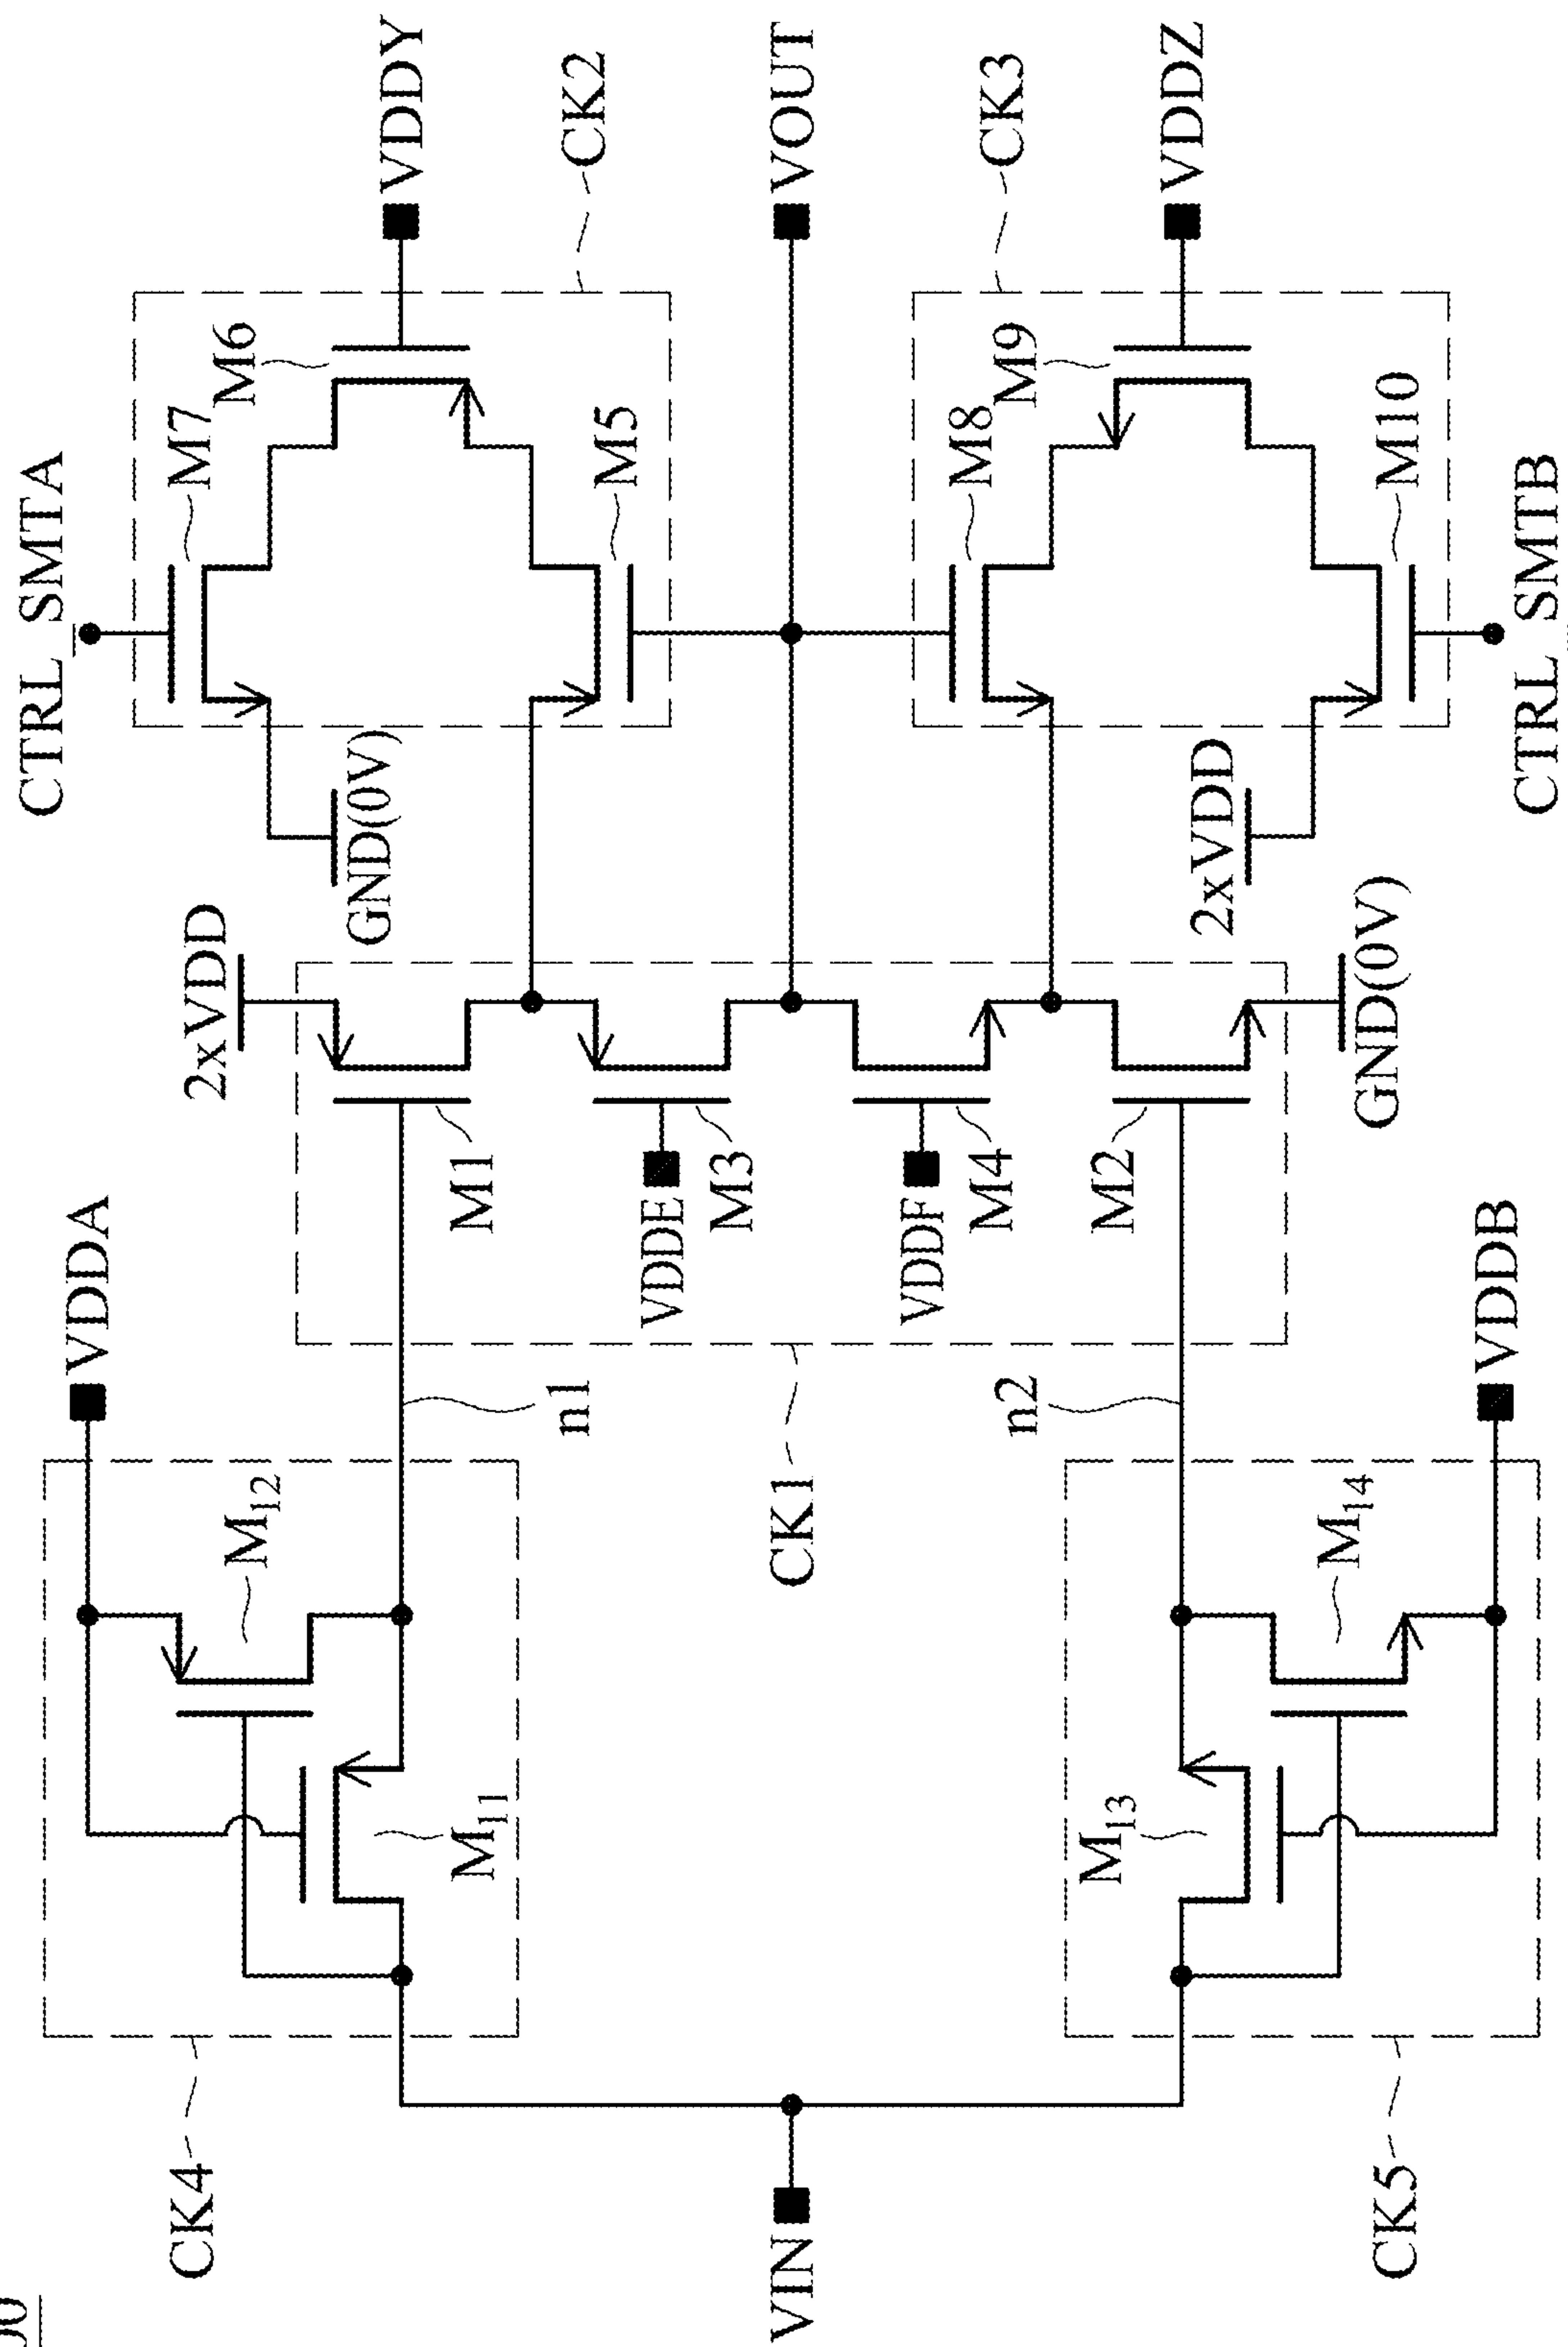 CTRL_SMTA
VDDY
M7
M6
CK2
M5
GND(0V)
2xVDD
VDDA
M12
M11
CK4
n1
M1
VDDE
M3
VOUT
VIN
CK1
VDDF
M4
M2
n2
M8
M9
CK3
VDDZ
M10
2xVDD
GND(0V)
CTRL_SMTB
M13
M14
VDDB
CK5